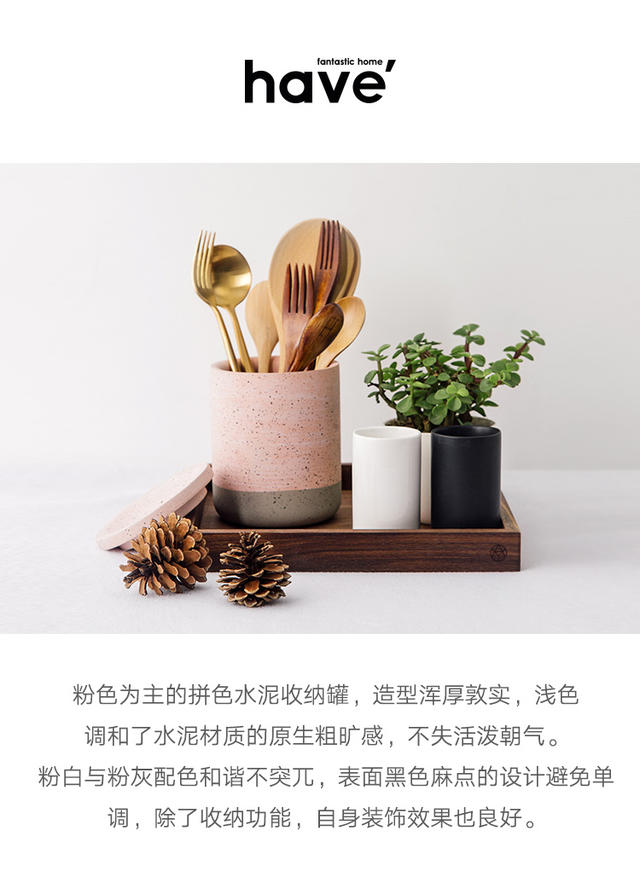 fantastic home
have'
粉色为主的拼色水泥收纳罐，造型浑厚敦实，浅色
调和了水泥材质的原生粗旷感，不失活泼朝气。
粉白与粉灰配色和谐不突兀，表面黑色麻点的设计避免单
调，除了收纳功能，自身装饰效果也良好。